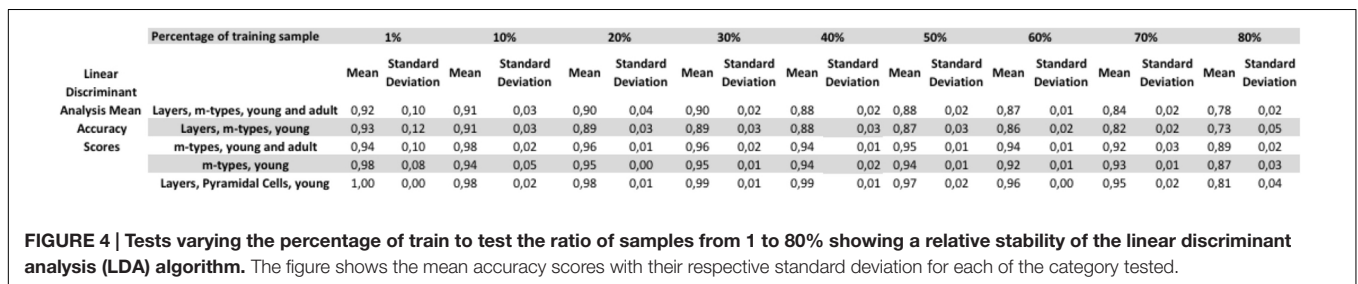 Percentage of training sample 1% 10% 20% 30% 40% 50% 60% 70% 80%
Linear Discriminant Analysis Mean Accuracy Scores
Mean Standard Deviation Mean Standard Deviation Mean Standard Deviation Mean Standard Deviation Mean Standard Deviation Mean Standard Deviation Mean Standard Deviation Mean Standard Deviation Mean Standard Deviation
Layers, m-types, young and adult 0,92 0,10 0,91 0,03 0,90 0,04 0,90 0,02 0,88 0,02 0,88 0,02 0,87 0,01 0,84 0,02 0,78 0,02
Layers, m-types, young 0,93 0,12 0,91 0,03 0,89 0,03 0,89 0,03 0,88 0,03 0,87 0,03 0,86 0,02 0,82 0,02 0,73 0,05
m-types, young and adult 0,94 0,10 0,98 0,02 0,96 0,01 0,96 0,02 0,94 0,01 0,95 0,01 0,94 0,01 0,92 0,03 0,89 0,02
m-types, young 0,98 0,08 0,94 0,05 0,95 0,00 0,95 0,01 0,94 0,02 0,94 0,01 0,92 0,01 0,93 0,01 0,87 0,03
Layers, Pyramidal Cells, young 1,00 0,00 0,98 0,02 0,98 0,01 0,99 0,01 0,99 0,01 0,97 0,02 0,96 0,00 0,95 0,02 0,81 0,04
FIGURE 4 | Tests varying the percentage of train to test the ratio of samples from 1 to 80% showing a relative stability of the linear discriminant
analysis (LDA) algorithm. The figure shows the mean accuracy scores with their respective standard deviation for each of the category tested.